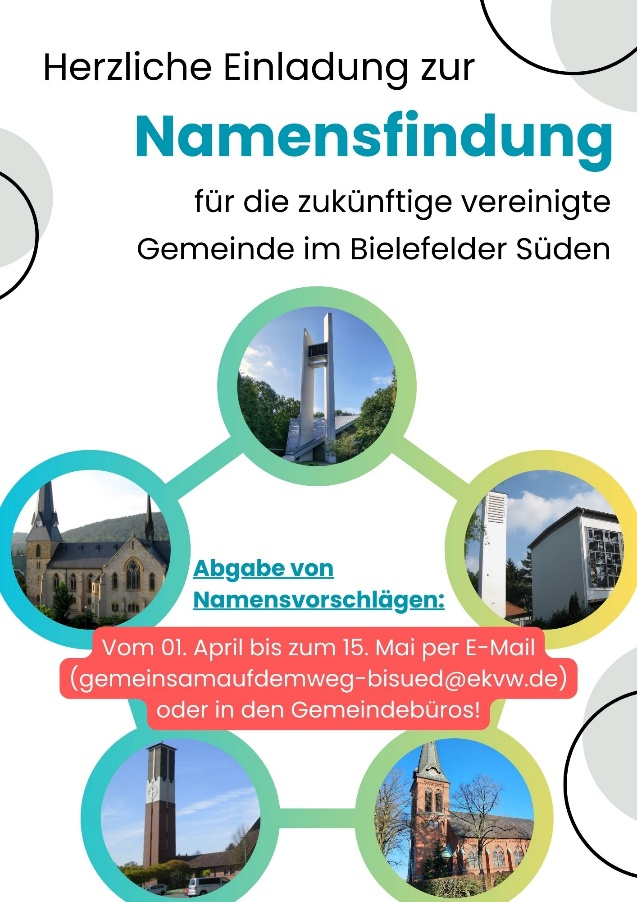 Herzliche Einladung zur
Namensfindung
für die zukünftige vereinigte
Gemeinde im Bielefelder Süden
Abgabe von
Namensvorschlägen:
Vom 01. April bis zum 15. Mai per E-Mail
(gemeinsamaufdemweg-bisued@ekvw.de)
oder in den Gemeindebüros!